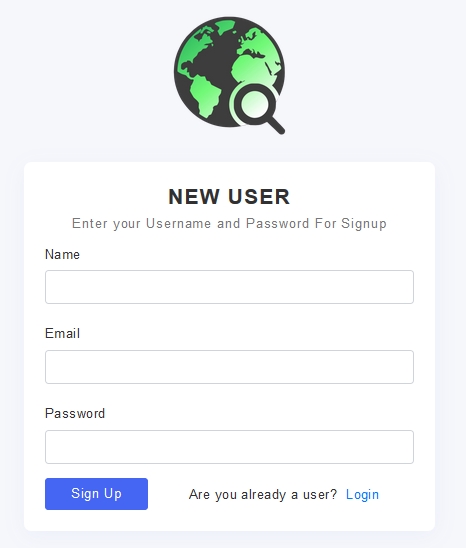 NEW USER
Enter your Username and Password For Signup
Name
Email
Password
Sign Up
Are you already a user? Login